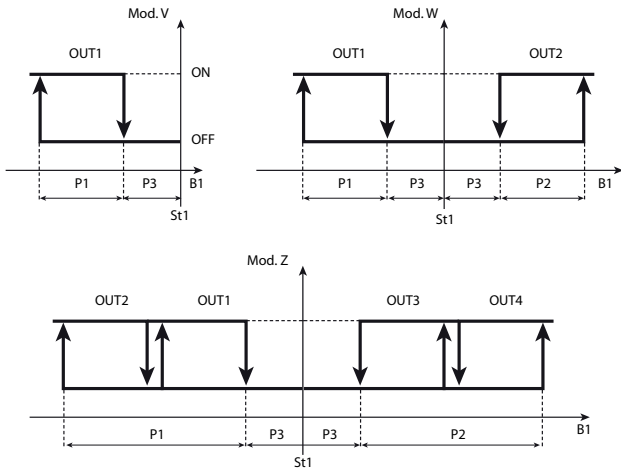 Mod. V
OUT1
ON
OFF
P1 P3 B1
St1
Mod. W
OUT1 OUT2
P1 P3 P3 P2 B1
St1
Mod. Z
OUT2 OUT1 OUT3 OUT4
B1
P1 P3 P3 P2
St1